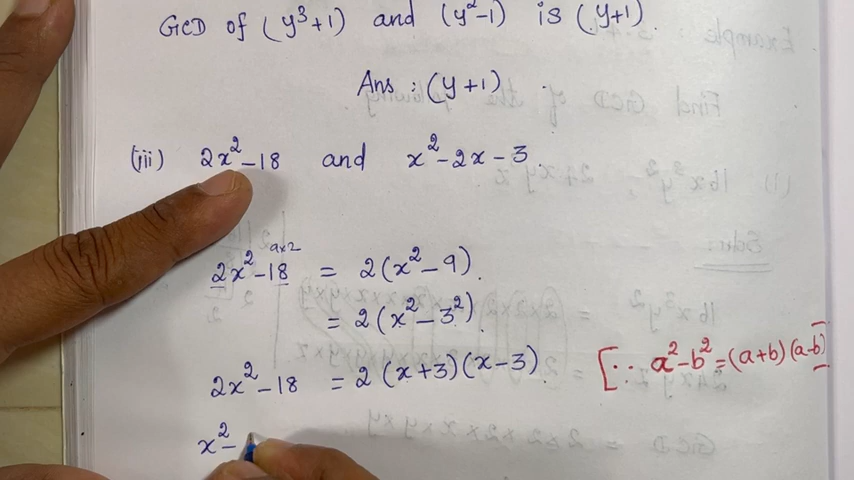 GCD of (y³+1) and (y²-1) is (y+1).
Ans : (y+1)
(iii) 2x²-18 and x²-2x-3.
9x2
2x²-18 = 2(x²-9).
= 2(x²-3²).
2x²-18 = 2(x+3)(x-3). [∵ a²-b²=(a+b)(a-b)]
x²-